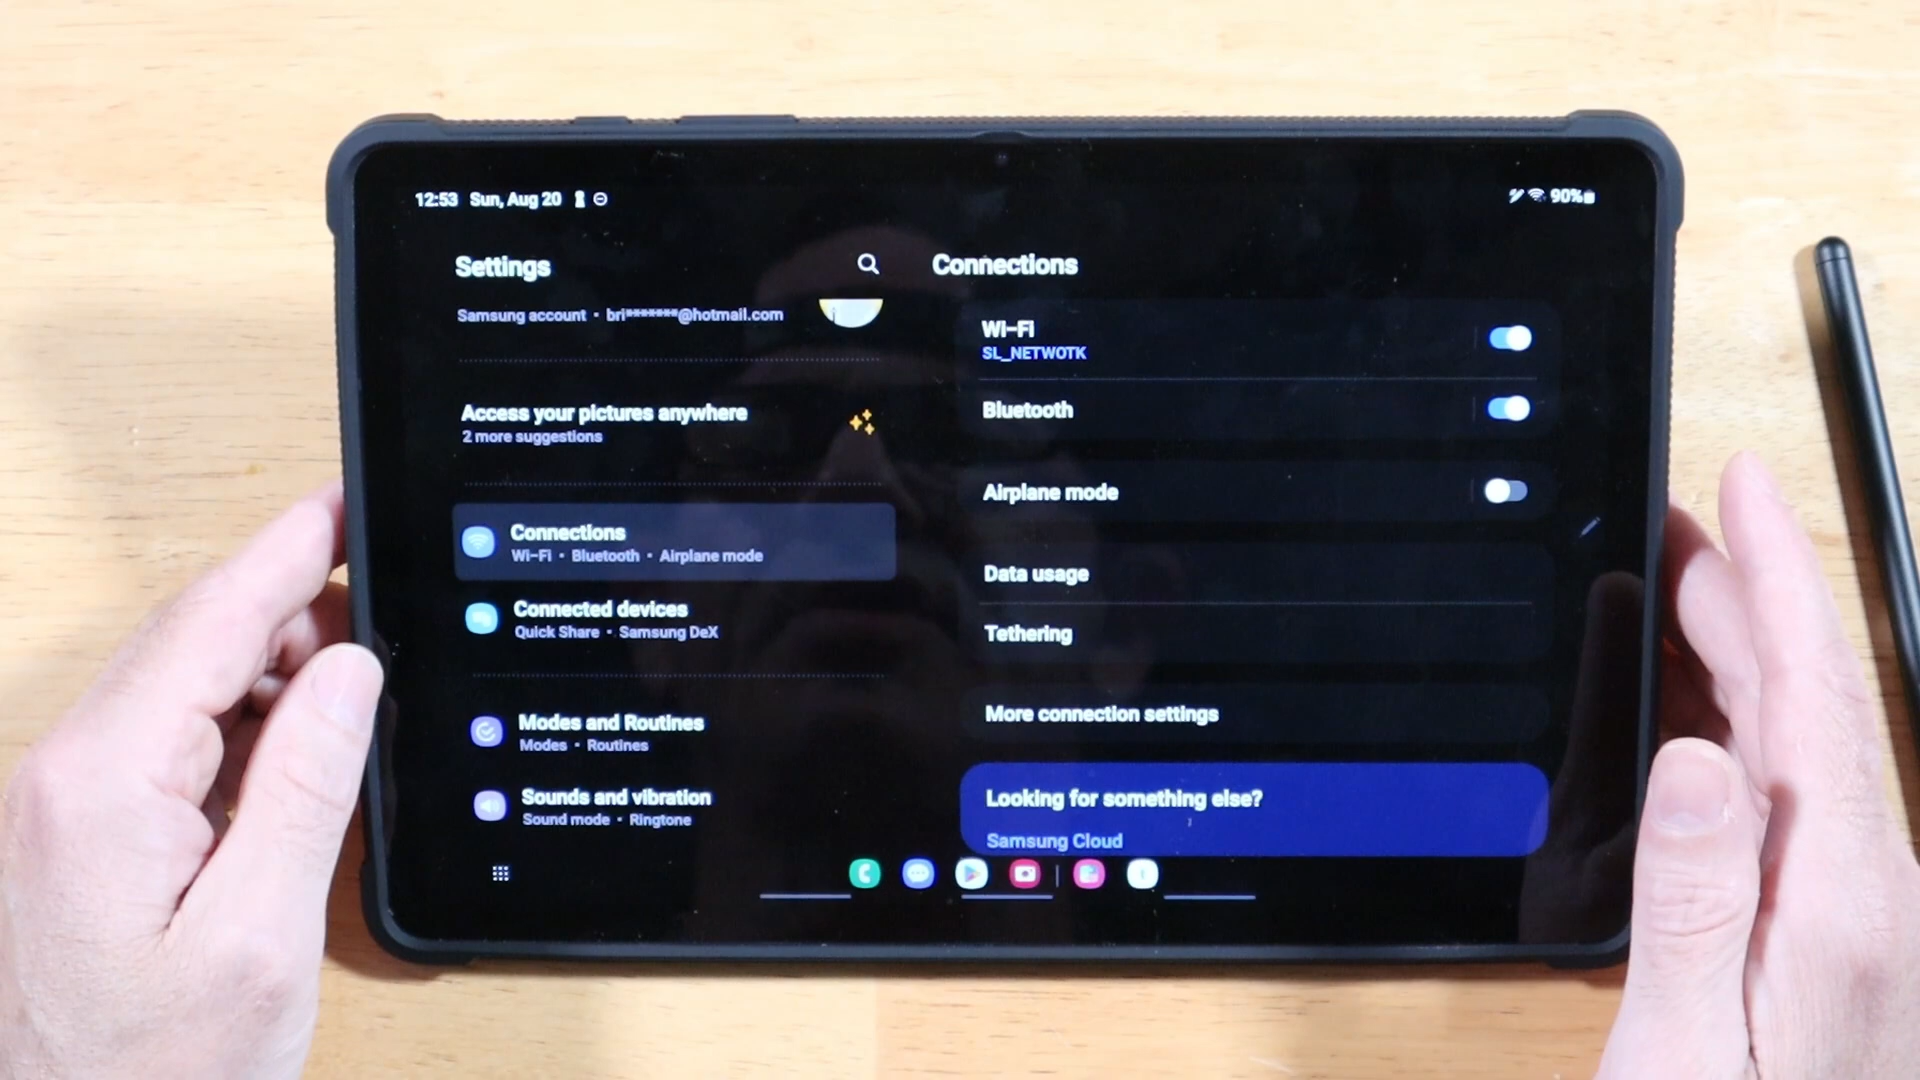 12:53 Sun, Aug 20
90%
Settings
Samsung account • bri*******@hotmail.com
Access your pictures anywhere
2 more suggestions
Connections
Wi-Fi • Bluetooth • Airplane mode
Connected devices
Quick Share • Samsung DeX
Modes and Routines
Modes • Routines
Sounds and vibration
Sound mode • Ringtone
Connections
Wi-Fi
SL_NETWOTK
Bluetooth
Airplane mode
Data usage
Tethering
More connection settings
Looking for something else?
Samsung Cloud